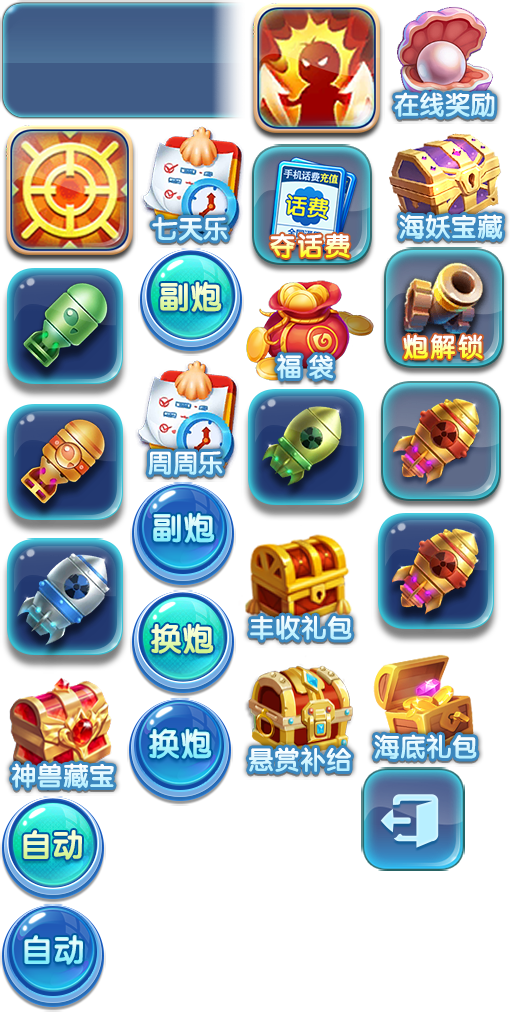 在线奖励
七天乐
手机话费充值
话费
夺话费
海妖宝藏
副炮
福袋
炮解锁
周周乐
副炮
丰收礼包
换炮
神兽藏宝
换炮
悬赏补给
海底礼包
自动
自动